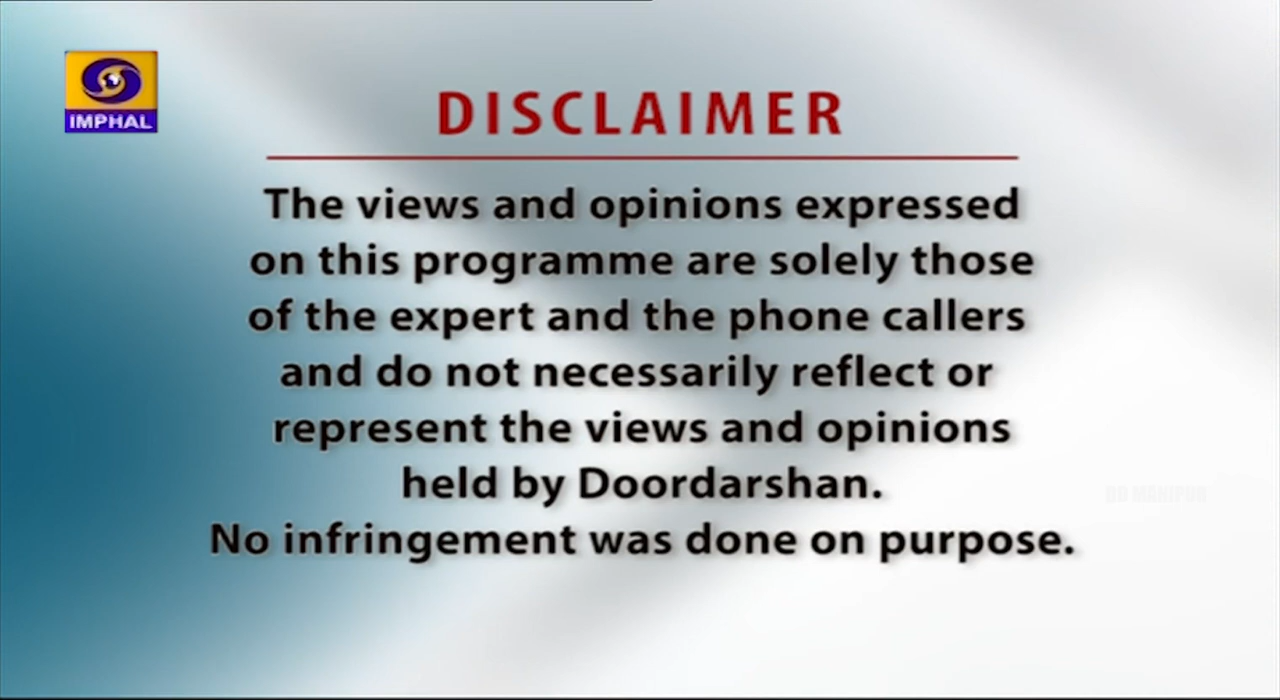 IMPHAL
DISCLAIMER
The views and opinions expressed
on this programme are solely those
of the expert and the phone callers
and do not necessarily reflect or
represent the views and opinions
held by Doordarshan.
DD MANIPUR
No infringement was done on purpose.